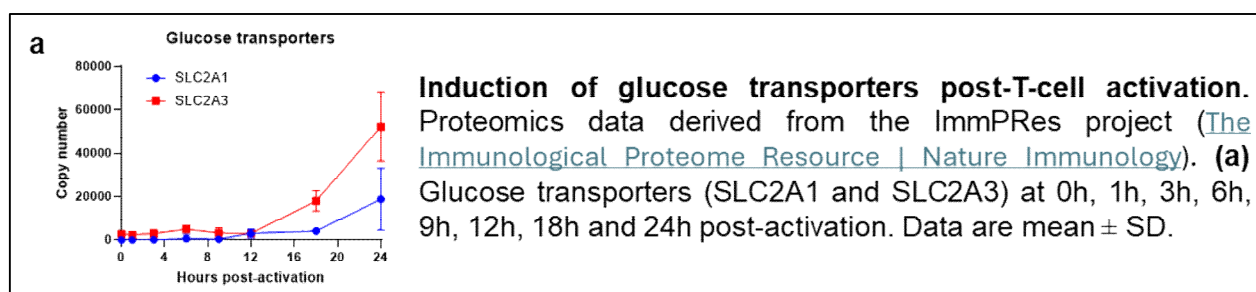 a
Glucose transporters
80000
60000
40000
20000
0
Copy number
SLC2A1
SLC2A3
0 4 8 12 16 20 24
Hours post-activation
Induction of glucose transporters post-T-cell activation.
Proteomics data derived from the ImmPRes project (The
Immunological Proteome Resource | Nature Immunology). (a)
Glucose transporters (SLC2A1 and SLC2A3) at 0h, 1h, 3h, 6h,
9h, 12h, 18h and 24h post-activation. Data are mean ± SD.